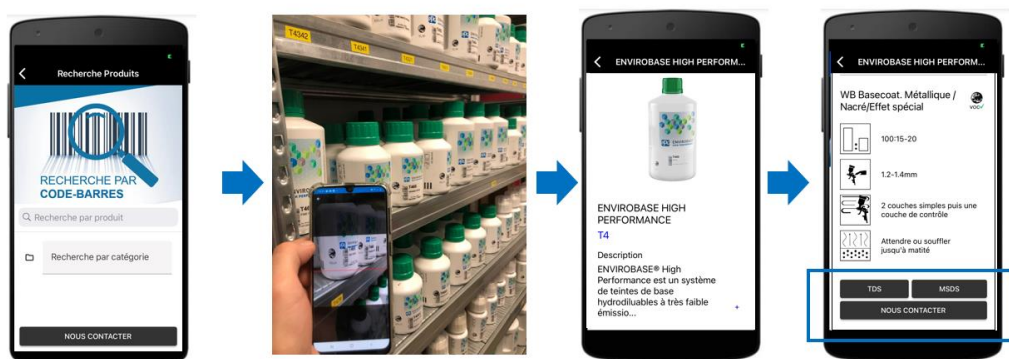 Recherche Produits
RECHERCHE PAR
CODE-BARRES
Recherche par produit
Recherche par catégorie
NOUS CONTACTER
T4342
T4341
ENVIROBASE HIGH PERFORM...
ENVIROBASE HIGH
PERFORMANCE
T4
Description
ENVIROBASE® High
Performance est un système
de teintes de base
hydrodiluables à très faible
émissio...
+
ENVIROBASE HIGH PERFORM...
WB Basecoat. Métallique /
Nacré/Effet spécial
VOC
100:15-20
1.2-1.4mm
2 couches simples puis une
couche de contrôle
Attendre ou souffler
jusqu'à matité
TDS
MSDS
NOUS CONTACTER